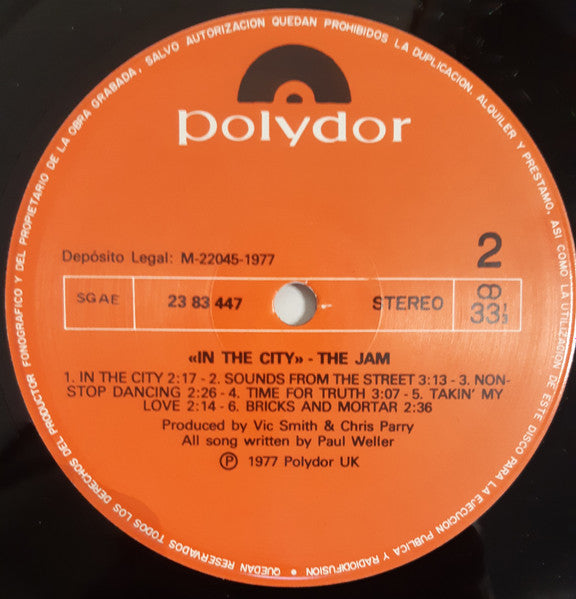 QUEDAN RESERVADOS TODOS LOS DERECHOS DEL PRODUCTOR FONOGRAFICO Y DEL PROPIETARIO DE LA OBRA GRABADA, SALVO AUTORIZACION QUEDAN PROHIBIDOS LA DUPLICACION, ALQUILER Y PRESTAMO, ASI COMO LA UTILIZACION DE ESTE DISCO PARA LA EJECUCION PUBLICA Y RADIODIFUSION •
polydor
Depósito Legal: M-22045-1977
2
SGAE
23 83 447
STEREO
33 1/3
«IN THE CITY» - THE JAM
1. IN THE CITY 2:17 - 2. SOUNDS FROM THE STREET 3:13 - 3. NON-
STOP DANCING 2:26 - 4. TIME FOR TRUTH 3:07 - 5. TAKIN' MY
LOVE 2:14 - 6. BRICKS AND MORTAR 2:36
Produced by Vic Smith & Chris Parry
All song written by Paul Weller
Ⓟ 1977 Polydor UK